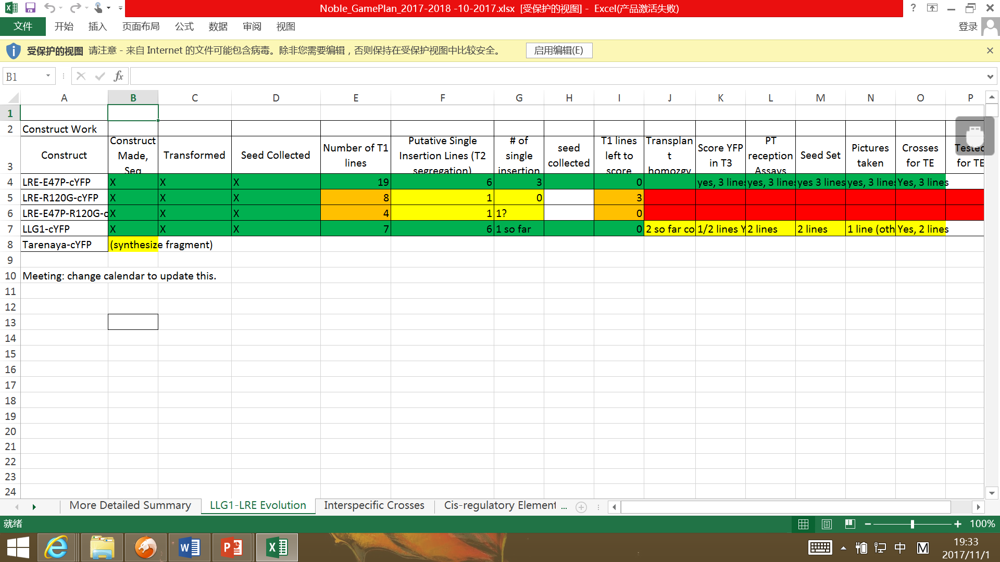 Noble_GamePlan_2017-2018 -10-2017.xlsx [受保护的视图] - Excel(产品激活失败)
文件 开始 插入 页面布局 公式 数据 审阅 视图 登录
受保护的视图 请注意 - 来自 Internet 的文件可能包含病毒。除非您需要编辑，否则保持在受保护视图中比较安全。 启用编辑(E)
B1 fx
A B C D E F G H I J K L M N O P
1
2 Construct Work
3 Construct Construct Made, Seq Transformed Seed Collected Number of T1 lines Putative Single Insertion Lines (T2 segregation) # of single insertion seed collected T1 lines left to score Transplant homozyg Score YFP in T3 PT reception Assays Seed Set Pictures taken Crosses for TE Tested for TE
4 LRE-E47P-cYFP X X X 19 6 3 0 yes, 3 lines yes, 3 lines yes 3 lines yes, 3 lines Yes, 3 lines
5 LRE-R120G-cYFP X X X 8 1 0 3
6 LRE-E47P-R120G-c X X X 4 1 1? 0
7 LLG1-cYFP X X X 7 6 1 so far 0 2 so far co 1/2 lines Y 2 lines 2 lines 1 line (oth Yes, 2 lines
8 Tarenaya-cYFP (synthesize fragment)
9
10 Meeting: change calendar to update this.
11
12
13
14
15
16
17
18
19
20
21
22
23
24
More Detailed Summary LLG1-LRE Evolution Interspecific Crosses Cis-regulatory Element ...
就绪 100%
中 M 19:33
2017/11/1